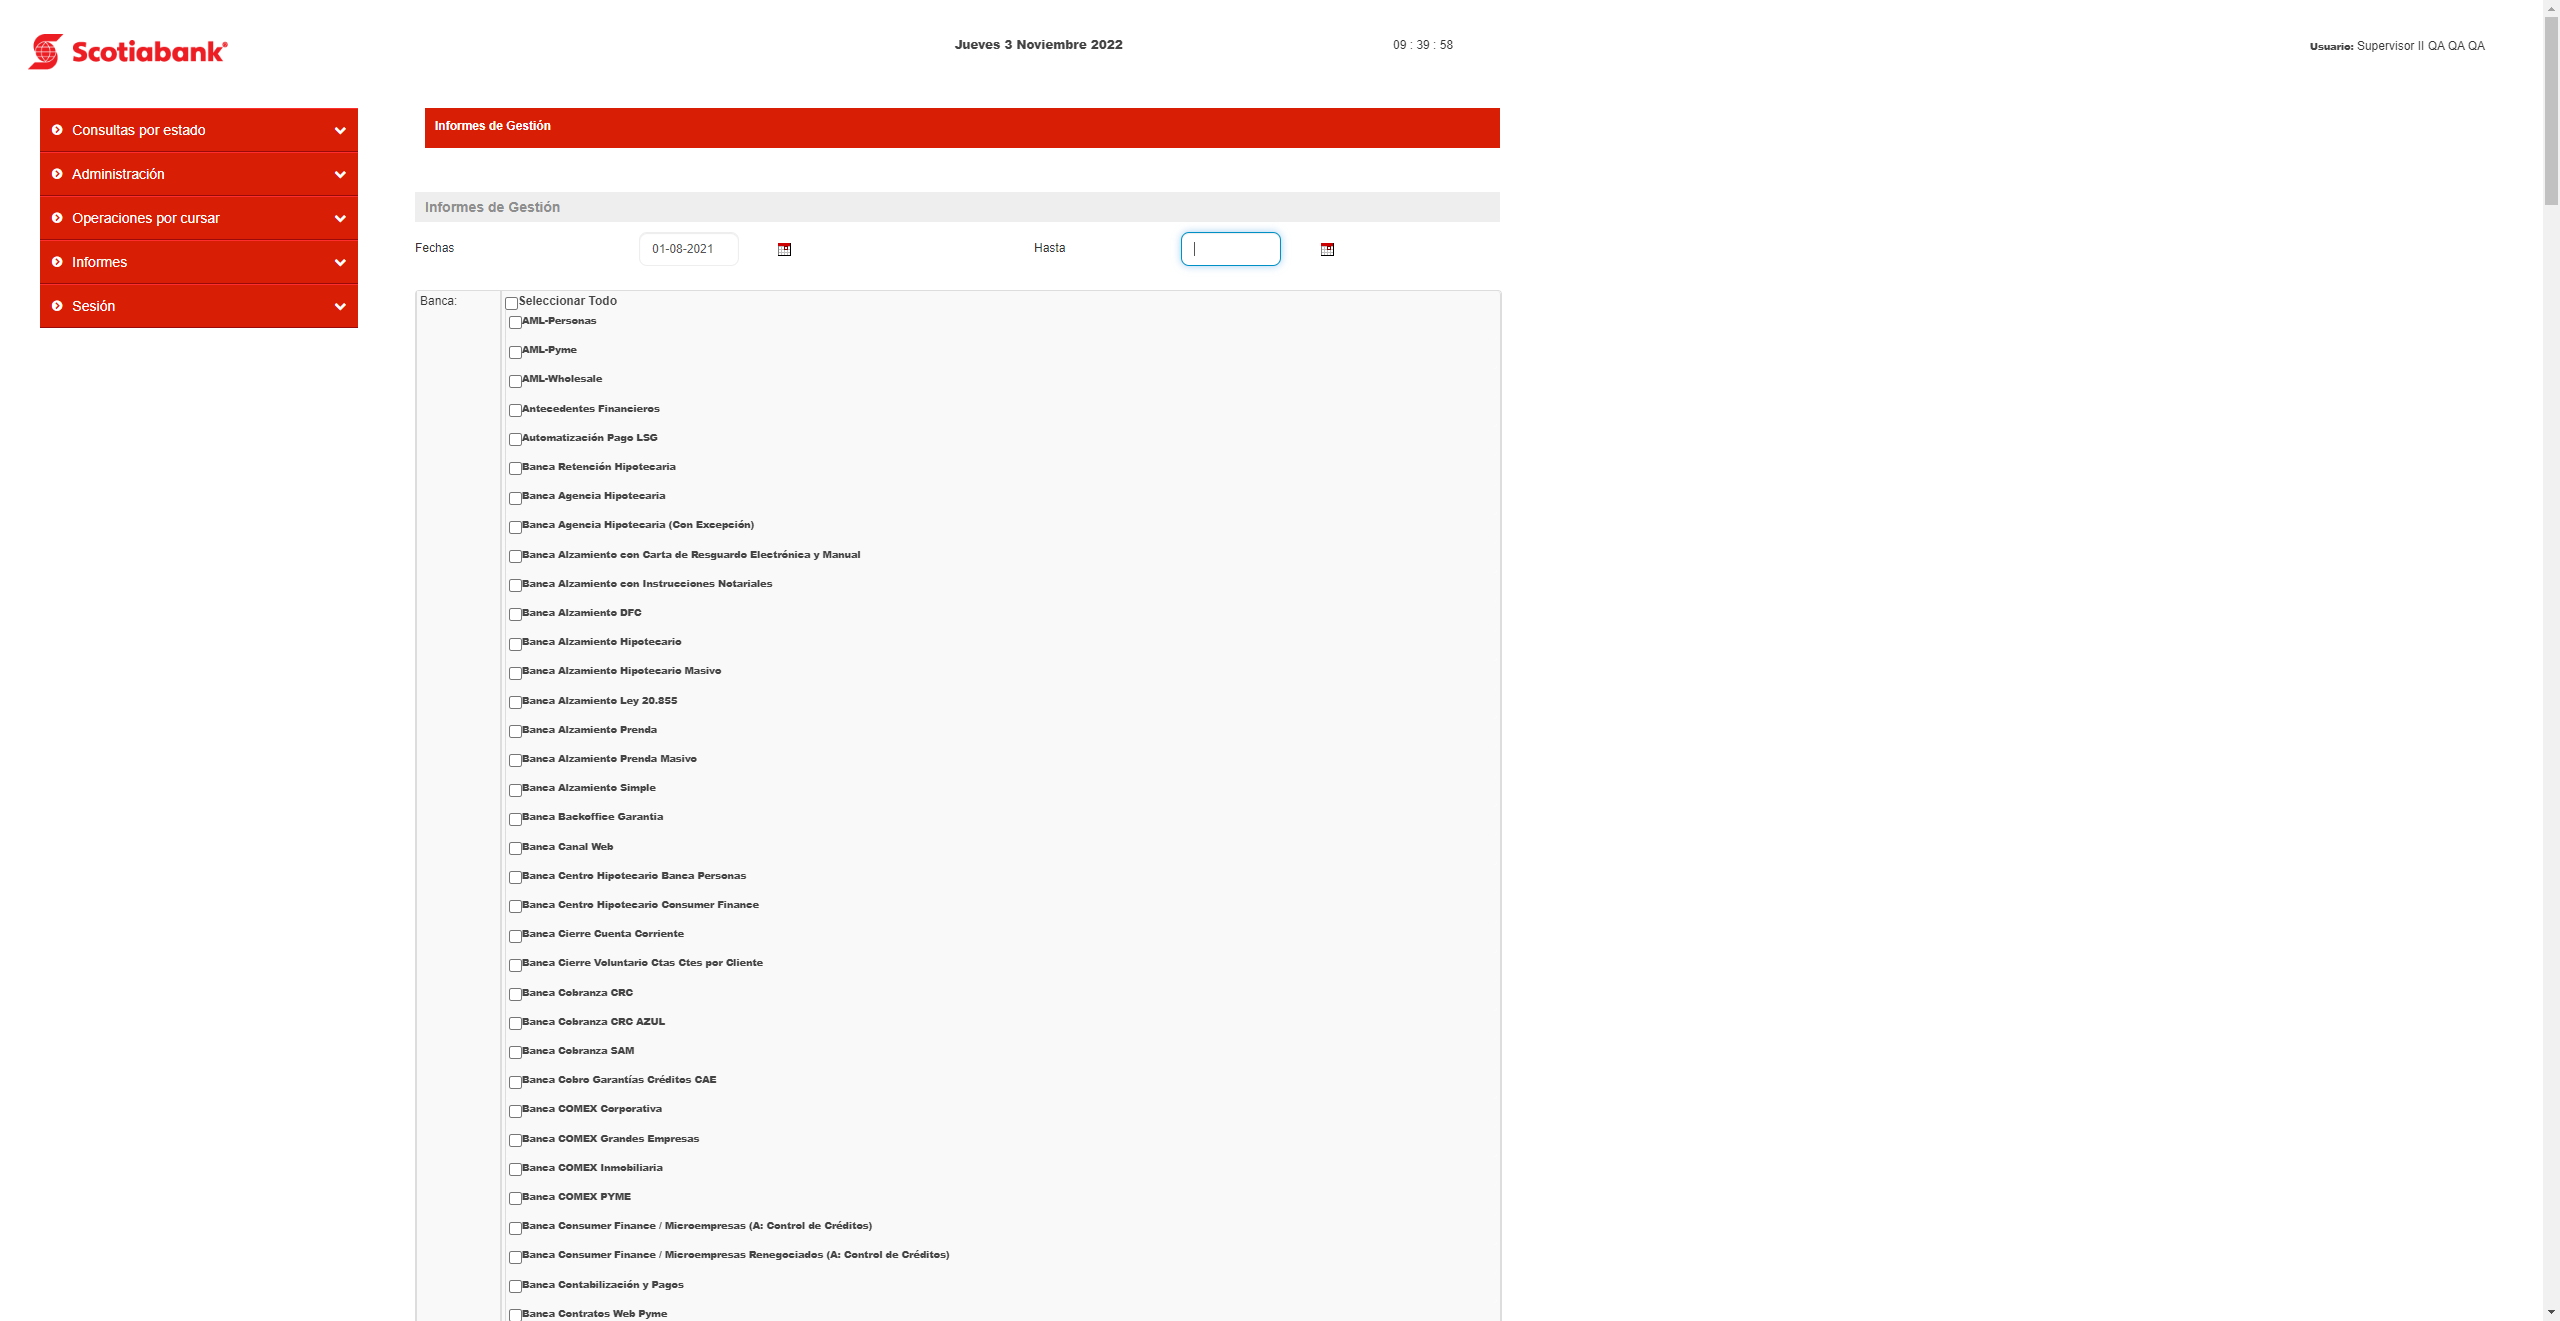 Scotiabank®
Jueves 3 Noviembre 2022
09 : 39 : 58
Usuario: Supervisor II QA QA QA
Consultas por estado
Administración
Operaciones por cursar
Informes
Sesión
Informes de Gestión
Informes de Gestión
Fechas 01-08-2021 Hasta
Banca:
Seleccionar Todo
AML-Personas
AML-Pyme
AML-Wholesale
Antecedentes Financieros
Automatización Pago LSG
Banca Retención Hipotecaria
Banca Agencia Hipotecaria
Banca Agencia Hipotecaria (Con Excepción)
Banca Alzamiento con Carta de Resguardo Electrónica y Manual
Banca Alzamiento con Instrucciones Notariales
Banca Alzamiento DFC
Banca Alzamiento Hipotecario
Banca Alzamiento Hipotecario Masivo
Banca Alzamiento Ley 20.855
Banca Alzamiento Prenda
Banca Alzamiento Prenda Masivo
Banca Alzamiento Simple
Banca Backoffice Garantia
Banca Canal Web
Banca Centro Hipotecario Banca Personas
Banca Centro Hipotecario Consumer Finance
Banca Cierre Cuenta Corriente
Banca Cierre Voluntario Ctas Ctes por Cliente
Banca Cobranza CRC
Banca Cobranza CRC AZUL
Banca Cobranza SAM
Banca Cobro Garantías Créditos CAE
Banca COMEX Corporativa
Banca COMEX Grandes Empresas
Banca COMEX Inmobiliaria
Banca COMEX PYME
Banca Consumer Finance / Microempresas (A: Control de Créditos)
Banca Consumer Finance / Microempresas Renegociados (A: Control de Créditos)
Banca Contabilización y Pagos
Banca Contratos Web Pyme